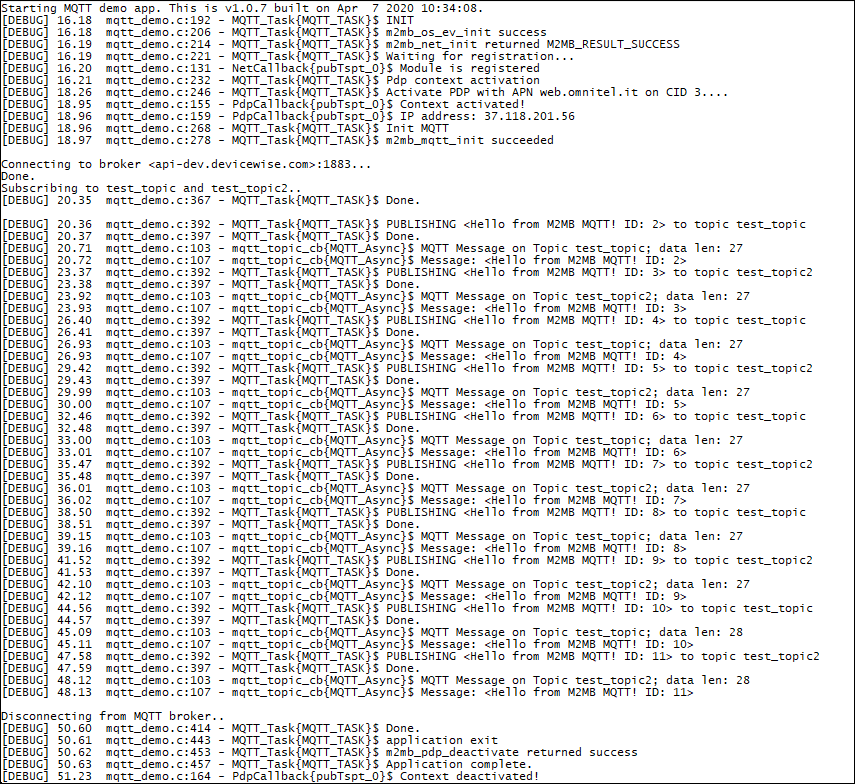 Starting MQTT demo app. This is v1.0.7 built on Apr  7 2020 10:34:08.
[DEBUG] 16.18  mqtt_demo.c:192 - MQTT_Task{MQTT_TASK}$ INIT
[DEBUG] 16.18  mqtt_demo.c:206 - MQTT_Task{MQTT_TASK}$ m2mb_os_ev_init success
[DEBUG] 16.19  mqtt_demo.c:214 - MQTT_Task{MQTT_TASK}$ m2mb_net_init returned M2MB_RESULT_SUCCESS
[DEBUG] 16.19  mqtt_demo.c:221 - MQTT_Task{MQTT_TASK}$ Waiting for registration...
[DEBUG] 16.20  mqtt_demo.c:131 - NetCallback{pubTspt_0}$ Module is registered
[DEBUG] 16.21  mqtt_demo.c:232 - MQTT_Task{MQTT_TASK}$ Pdp context activation
[DEBUG] 18.26  mqtt_demo.c:246 - MQTT_Task{MQTT_TASK}$ Activate PDP with APN web.omnitel.it on CID 3....
[DEBUG] 18.95  mqtt_demo.c:155 - PdpCallback{pubTspt_0}$ Context activated!
[DEBUG] 18.96  mqtt_demo.c:159 - PdpCallback{pubTspt_0}$ IP address: 37.118.201.56
[DEBUG] 18.96  mqtt_demo.c:268 - MQTT_Task{MQTT_TASK}$ Init MQTT
[DEBUG] 18.97  mqtt_demo.c:278 - MQTT_Task{MQTT_TASK}$ m2mb_mqtt_init succeeded
Connecting to broker <api-dev.devicewise.com>:1883...
Done.
Subscribing to test_topic and test_topic2..
[DEBUG] 20.35  mqtt_demo.c:367 - MQTT_Task{MQTT_TASK}$ Done.
[DEBUG] 20.36  mqtt_demo.c:392 - MQTT_Task{MQTT_TASK}$ PUBLISHING <Hello from M2MB MQTT! ID: 2> to topic test_topic
[DEBUG] 20.37  mqtt_demo.c:397 - MQTT_Task{MQTT_TASK}$ Done.
[DEBUG] 20.71  mqtt_demo.c:103 - mqtt_topic_cb{MQTT_Async}$ MQTT Message on Topic test_topic; data len: 27
[DEBUG] 20.72  mqtt_demo.c:107 - mqtt_topic_cb{MQTT_Async}$ Message: <Hello from M2MB MQTT! ID: 2>
[DEBUG] 23.37  mqtt_demo.c:392 - MQTT_Task{MQTT_TASK}$ PUBLISHING <Hello from M2MB MQTT! ID: 3> to topic test_topic2
[DEBUG] 23.38  mqtt_demo.c:397 - MQTT_Task{MQTT_TASK}$ Done.
[DEBUG] 23.92  mqtt_demo.c:103 - mqtt_topic_cb{MQTT_Async}$ MQTT Message on Topic test_topic2; data len: 27
[DEBUG] 23.93  mqtt_demo.c:107 - mqtt_topic_cb{MQTT_Async}$ Message: <Hello from M2MB MQTT! ID: 3>
[DEBUG] 26.40  mqtt_demo.c:392 - MQTT_Task{MQTT_TASK}$ PUBLISHING <Hello from M2MB MQTT! ID: 4> to topic test_topic
[DEBUG] 26.41  mqtt_demo.c:397 - MQTT_Task{MQTT_TASK}$ Done.
[DEBUG] 26.93  mqtt_demo.c:103 - mqtt_topic_cb{MQTT_Async}$ MQTT Message on Topic test_topic; data len: 27
[DEBUG] 26.93  mqtt_demo.c:107 - mqtt_topic_cb{MQTT_Async}$ Message: <Hello from M2MB MQTT! ID: 4>
[DEBUG] 29.42  mqtt_demo.c:392 - MQTT_Task{MQTT_TASK}$ PUBLISHING <Hello from M2MB MQTT! ID: 5> to topic test_topic2
[DEBUG] 29.43  mqtt_demo.c:397 - MQTT_Task{MQTT_TASK}$ Done.
[DEBUG] 29.99  mqtt_demo.c:103 - mqtt_topic_cb{MQTT_Async}$ MQTT Message on Topic test_topic2; data len: 27
[DEBUG] 30.00  mqtt_demo.c:107 - mqtt_topic_cb{MQTT_Async}$ Message: <Hello from M2MB MQTT! ID: 5>
[DEBUG] 32.46  mqtt_demo.c:392 - MQTT_Task{MQTT_TASK}$ PUBLISHING <Hello from M2MB MQTT! ID: 6> to topic test_topic
[DEBUG] 32.48  mqtt_demo.c:397 - MQTT_Task{MQTT_TASK}$ Done.
[DEBUG] 33.00  mqtt_demo.c:103 - mqtt_topic_cb{MQTT_Async}$ MQTT Message on Topic test_topic; data len: 27
[DEBUG] 33.01  mqtt_demo.c:107 - mqtt_topic_cb{MQTT_Async}$ Message: <Hello from M2MB MQTT! ID: 6>
[DEBUG] 35.47  mqtt_demo.c:392 - MQTT_Task{MQTT_TASK}$ PUBLISHING <Hello from M2MB MQTT! ID: 7> to topic test_topic2
[DEBUG] 35.48  mqtt_demo.c:397 - MQTT_Task{MQTT_TASK}$ Done.
[DEBUG] 36.01  mqtt_demo.c:103 - mqtt_topic_cb{MQTT_Async}$ MQTT Message on Topic test_topic2; data len: 27
[DEBUG] 36.02  mqtt_demo.c:107 - mqtt_topic_cb{MQTT_Async}$ Message: <Hello from M2MB MQTT! ID: 7>
[DEBUG] 38.50  mqtt_demo.c:392 - MQTT_Task{MQTT_TASK}$ PUBLISHING <Hello from M2MB MQTT! ID: 8> to topic test_topic
[DEBUG] 38.51  mqtt_demo.c:397 - MQTT_Task{MQTT_TASK}$ Done.
[DEBUG] 39.15  mqtt_demo.c:103 - mqtt_topic_cb{MQTT_Async}$ MQTT Message on Topic test_topic; data len: 27
[DEBUG] 39.16  mqtt_demo.c:107 - mqtt_topic_cb{MQTT_Async}$ Message: <Hello from M2MB MQTT! ID: 8>
[DEBUG] 41.52  mqtt_demo.c:392 - MQTT_Task{MQTT_TASK}$ PUBLISHING <Hello from M2MB MQTT! ID: 9> to topic test_topic2
[DEBUG] 41.53  mqtt_demo.c:397 - MQTT_Task{MQTT_TASK}$ Done.
[DEBUG] 42.10  mqtt_demo.c:103 - mqtt_topic_cb{MQTT_Async}$ MQTT Message on Topic test_topic2; data len: 27
[DEBUG] 42.12  mqtt_demo.c:107 - mqtt_topic_cb{MQTT_Async}$ Message: <Hello from M2MB MQTT! ID: 9>
[DEBUG] 44.56  mqtt_demo.c:392 - MQTT_Task{MQTT_TASK}$ PUBLISHING <Hello from M2MB MQTT! ID: 10> to topic test_topic
[DEBUG] 44.57  mqtt_demo.c:397 - MQTT_Task{MQTT_TASK}$ Done.
[DEBUG] 45.09  mqtt_demo.c:103 - mqtt_topic_cb{MQTT_Async}$ MQTT Message on Topic test_topic; data len: 28
[DEBUG] 45.11  mqtt_demo.c:107 - mqtt_topic_cb{MQTT_Async}$ Message: <Hello from M2MB MQTT! ID: 10>
[DEBUG] 47.58  mqtt_demo.c:392 - MQTT_Task{MQTT_TASK}$ PUBLISHING <Hello from M2MB MQTT! ID: 11> to topic test_topic2
[DEBUG] 47.59  mqtt_demo.c:397 - MQTT_Task{MQTT_TASK}$ Done.
[DEBUG] 48.12  mqtt_demo.c:103 - mqtt_topic_cb{MQTT_Async}$ MQTT Message on Topic test_topic2; data len: 28
[DEBUG] 48.13  mqtt_demo.c:107 - mqtt_topic_cb{MQTT_Async}$ Message: <Hello from M2MB MQTT! ID: 11>
Disconnecting from MQTT broker..
[DEBUG] 50.60  mqtt_demo.c:414 - MQTT_Task{MQTT_TASK}$ Done.
[DEBUG] 50.61  mqtt_demo.c:443 - MQTT_Task{MQTT_TASK}$ application exit
[DEBUG] 50.62  mqtt_demo.c:453 - MQTT_Task{MQTT_TASK}$ m2mb_pdp_deactivate returned success
[DEBUG] 50.63  mqtt_demo.c:457 - MQTT_Task{MQTT_TASK}$ Application complete.
[DEBUG] 51.23  mqtt_demo.c:164 - PdpCallback{pubTspt_0}$ Context deactivated!